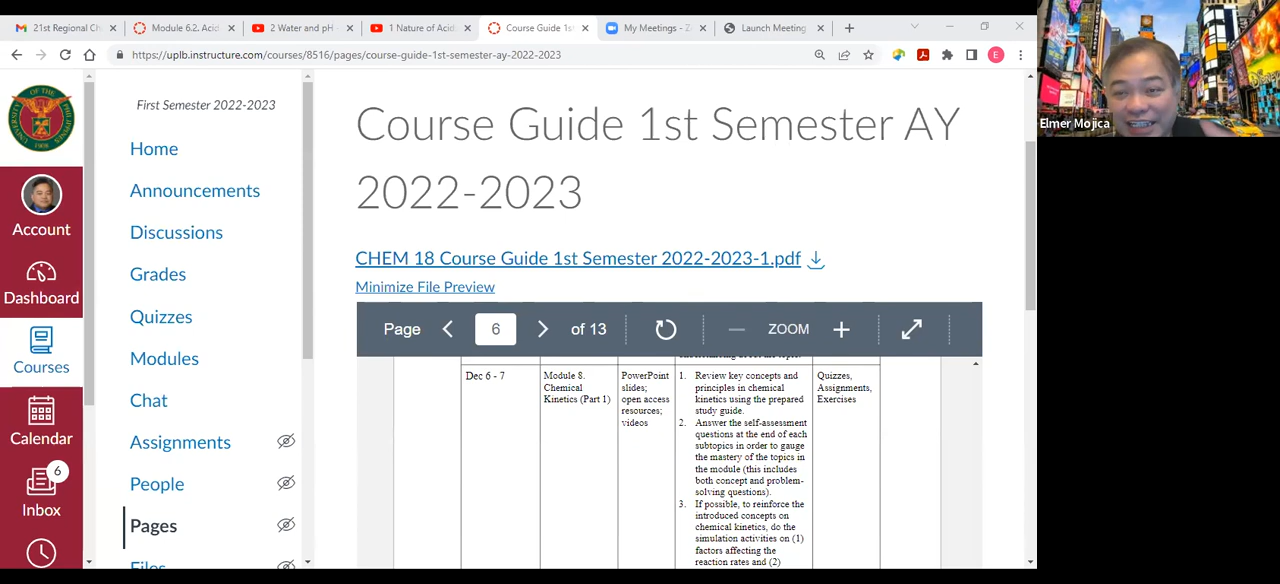 21st Regional Ch
Module 6.2. Acid
2 Water and pH -
1 Nature of Acid
Course Guide 1s
My Meetings - Z
Launch Meeting
https://uplb.instructure.com/courses/8516/pages/course-guide-1st-semester-ay-2022-2023
E
Elmer Mojica
Account
Dashboard
Courses
Calendar
6
Inbox
First Semester 2022-2023
Home
Announcements
Discussions
Grades
Quizzes
Modules
Chat
Assignments
People
Pages
Files
Course Guide 1st Semester AY
2022-2023
CHEM 18 Course Guide 1st Semester 2022-2023-1.pdf
Minimize File Preview
Page 6 of 13 ZOOM
Dec 6 - 7
Module 8.
Chemical
Kinetics (Part 1)
PowerPoint
slides;
open access
resources;
videos
1. Review key concepts and
principles in chemical
kinetics using the prepared
study guide.
2. Answer the self-assessment
questions at the end of each
subtopics in order to gauge
the mastery of the topics in
the module (this includes
both concept and problem-
solving questions).
3. If possible, to reinforce the
introduced concepts on
chemical kinetics, do the
simulation activities on (1)
factors affecting the
reaction rates and (2)
Quizzes,
Assignments,
Exercises